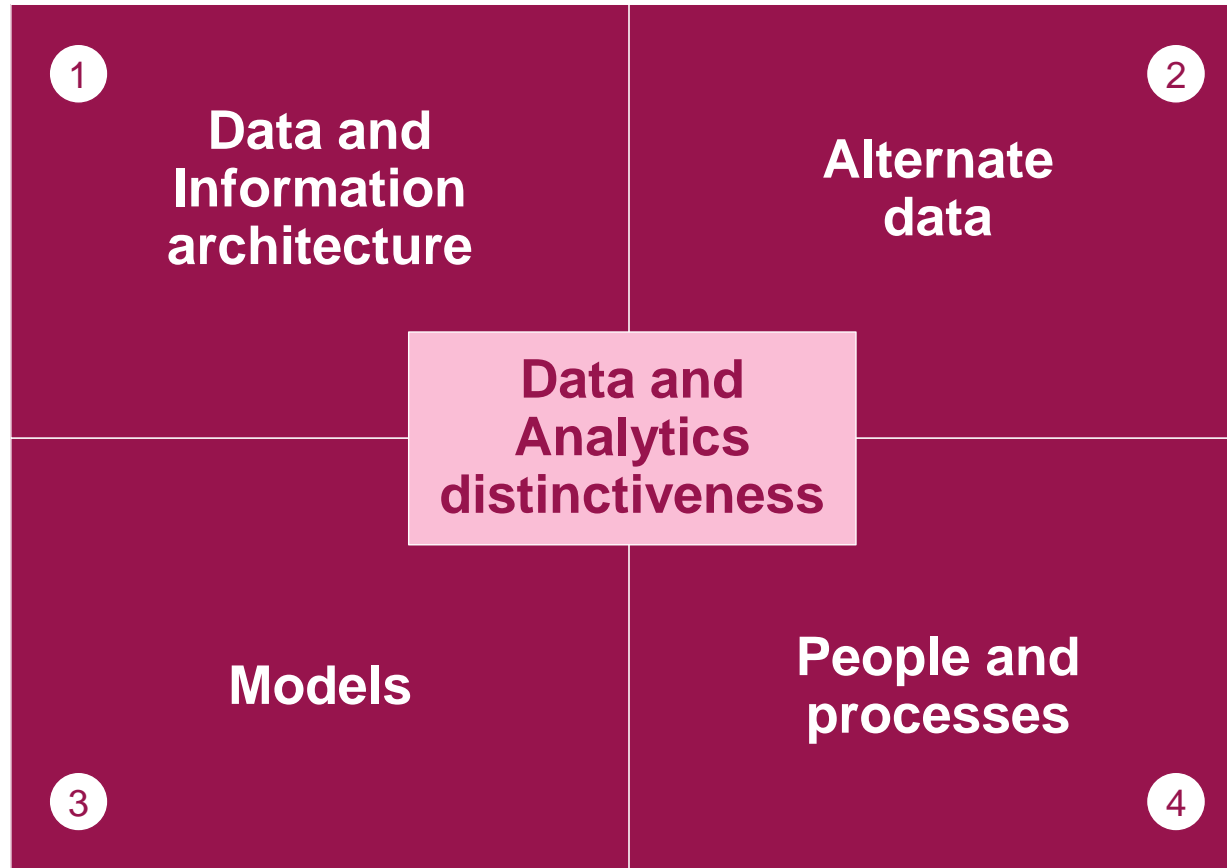 1
Data and
Information
architecture
2
Alternate
data
Data and
Analytics
distinctiveness
Models
3
People and
processes
4